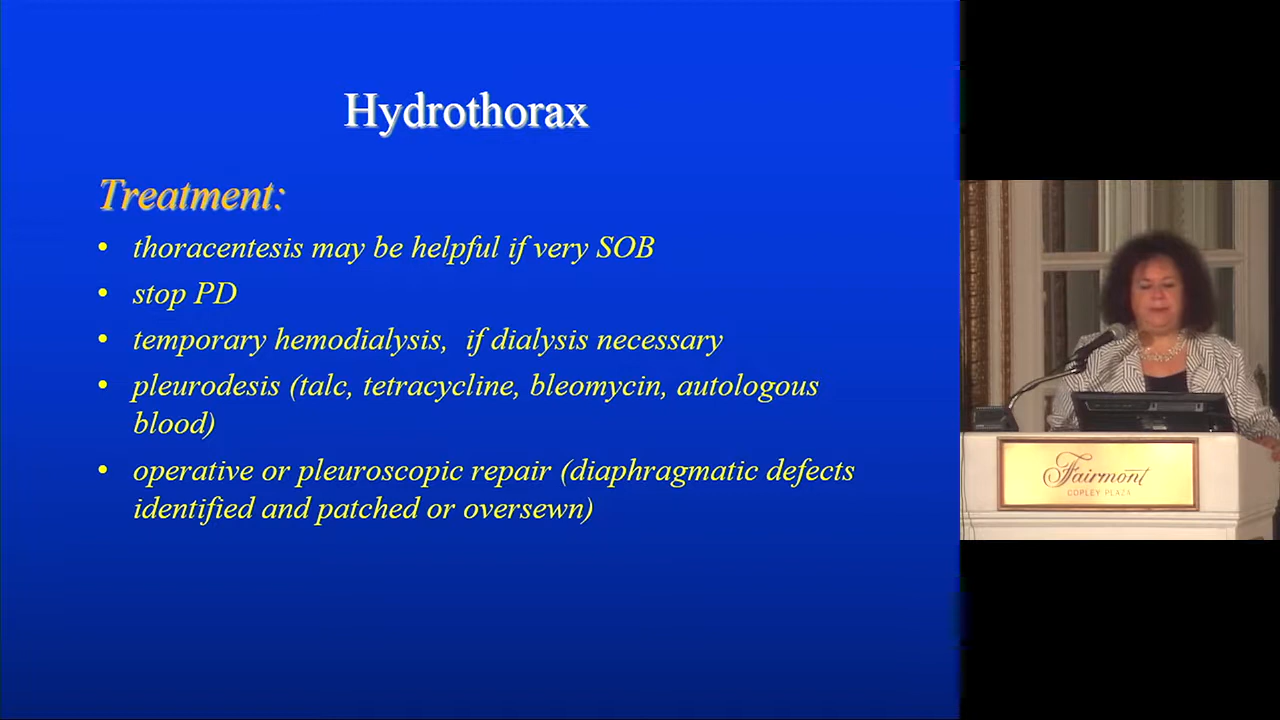 Hydrothorax
Treatment:
• thoracentesis may be helpful if very SOB
• stop PD
• temporary hemodialysis,  if dialysis necessary
• pleurodesis (talc, tetracycline, bleomycin, autologous
blood)
• operative or pleuroscopic repair (diaphragmatic defects
identified and patched or oversewn)
Fairmont
COPLEY PLAZA